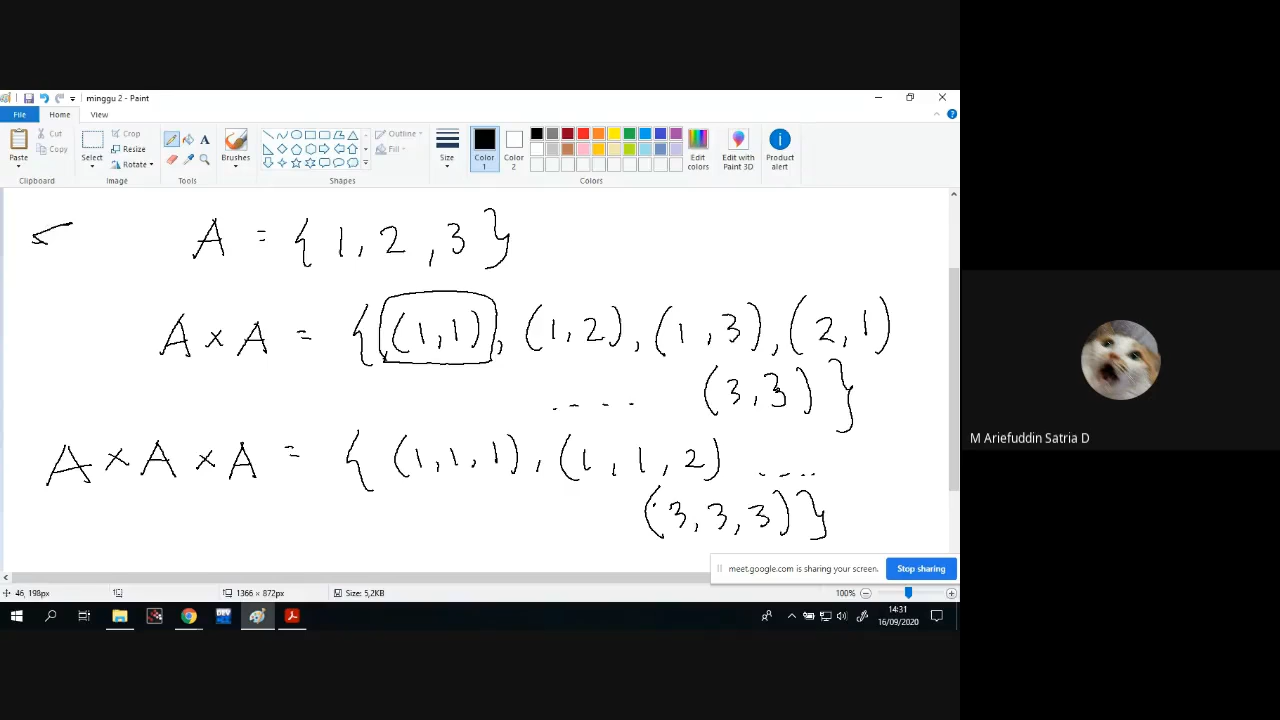 minggu 2 - Paint
File Home View
Paste Cut Copy Select Crop Resize Rotate Brushes Outline Fill Size Color 1 Color 2 Edit colors Edit with Paint 3D Product alert
Clipboard Image Tools Shapes Colors
A = {1, 2, 3}
A × A = {(1,1), (1,2), (1,3), (2,1)
.... (3,3)}
A × A × A = {(1,1,1), (1,1,2) ....
(3,3,3)}
M Ariefuddin Satria D
meet.google.com is sharing your screen. Stop sharing
46, 198px 1366 × 872px Size: 5,2KB 100%
DEV
14:31
16/09/2020